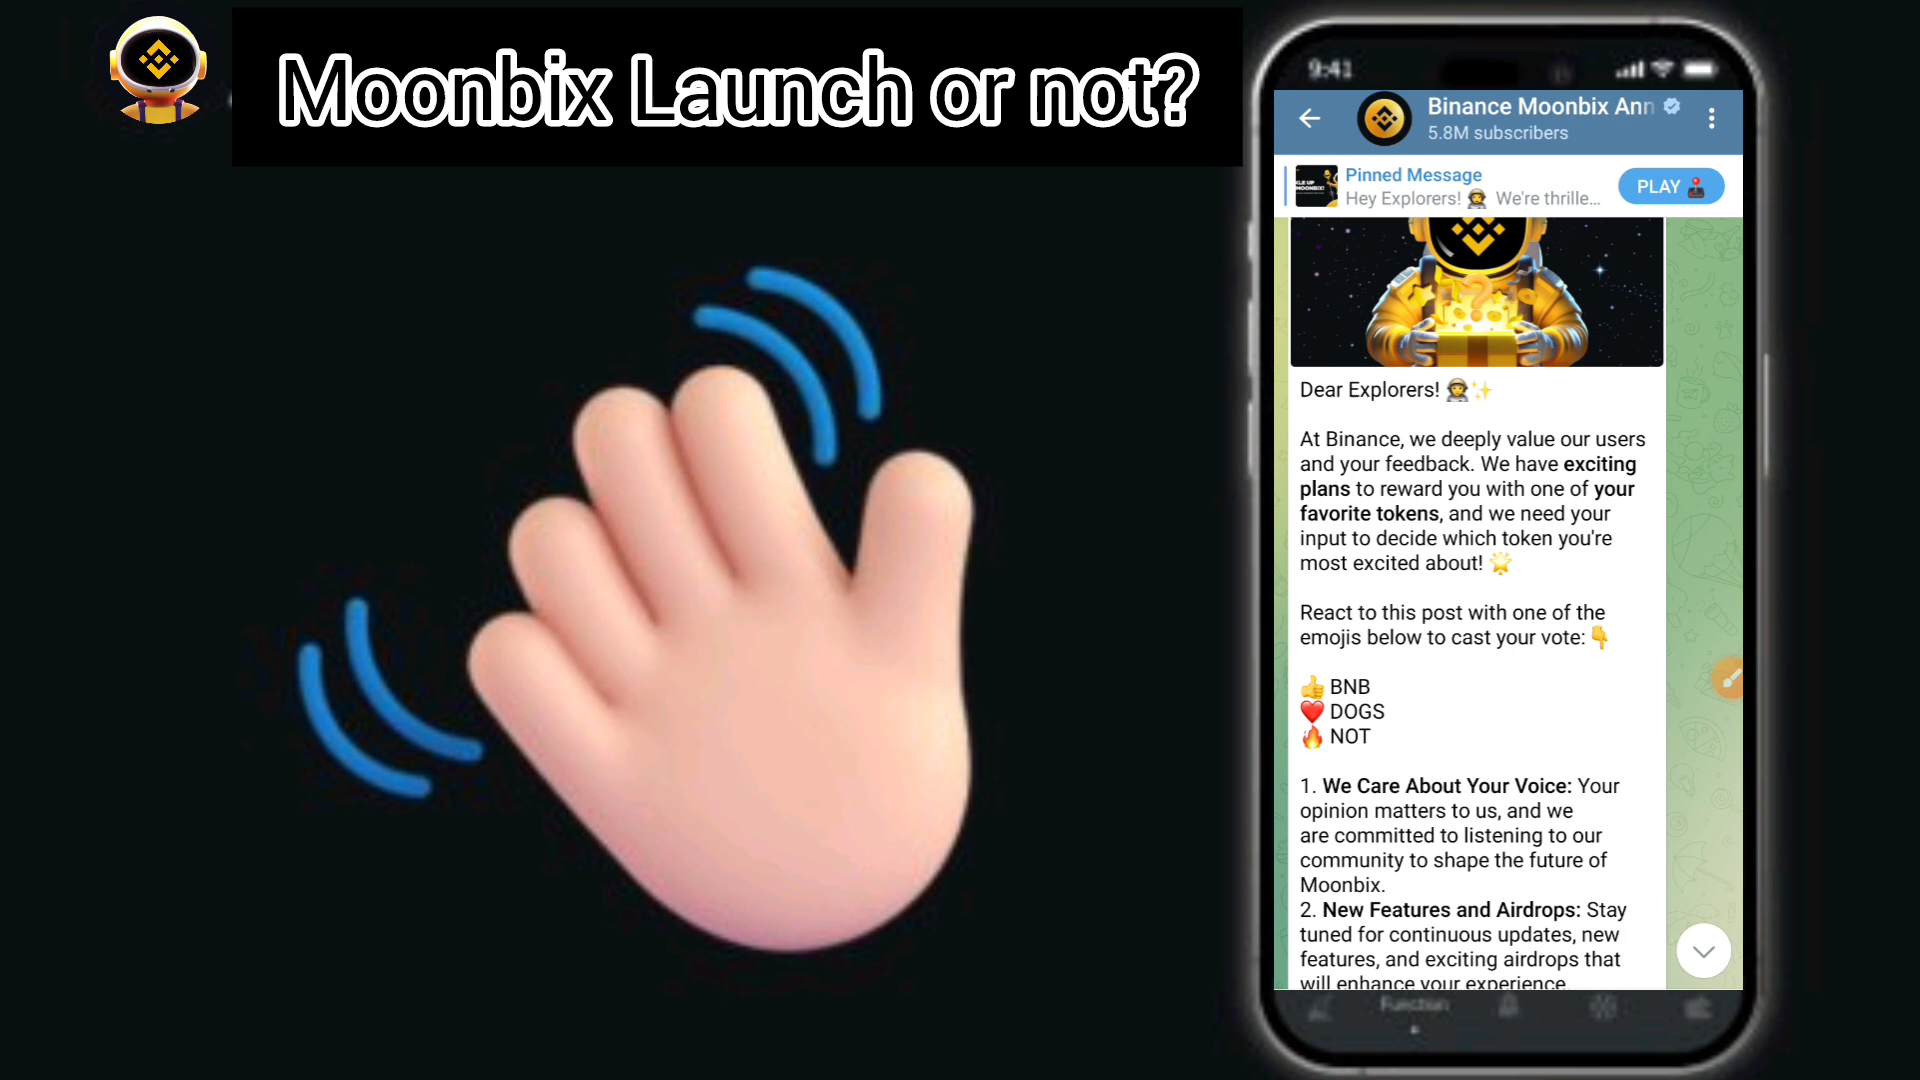 Moonbix Launch or not?
9:41
Binance Moonbix Ann
5.8M subscribers
Pinned Message
Hey Explorers! 👩‍🚀 We're thrille...
PLAY 🕹️
Dear Explorers! 👩‍🚀✨
At Binance, we deeply value our users
and your feedback. We have exciting
plans to reward you with one of your
favorite tokens, and we need your
input to decide which token you're
most excited about! 🌟
React to this post with one of the
emojis below to cast your vote: 👇
👍 BNB
❤️ DOGS
🔥 NOT
1. We Care About Your Voice: Your
opinion matters to us, and we
are committed to listening to our
community to shape the future of
Moonbix.
2. New Features and Airdrops: Stay
tuned for continuous updates, new
features, and exciting airdrops that
will enhance your experience.
Function